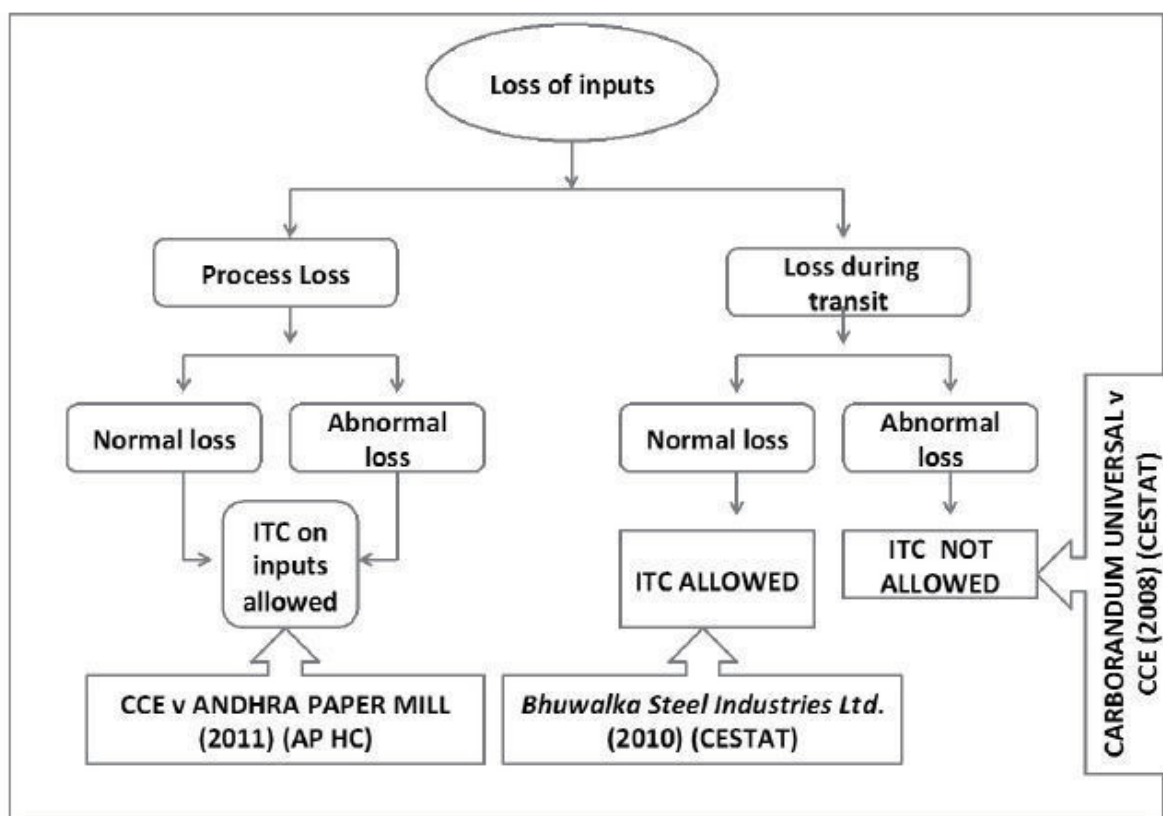 Loss of inputs
Process Loss
Loss during
transit
Normal loss
Abnormal
loss
Normal loss
Abnormal
loss
ITC on
inputs
allowed
ITC ALLOWED
ITC NOT
ALLOWED
CCE v ANDHRA PAPER MILL
(2011) (AP HC)
Bhuwalka Steel Industries Ltd.
(2010) (CESTAT)
CARBORANDUM UNIVERSAL v
CCE (2008) (CESTAT)